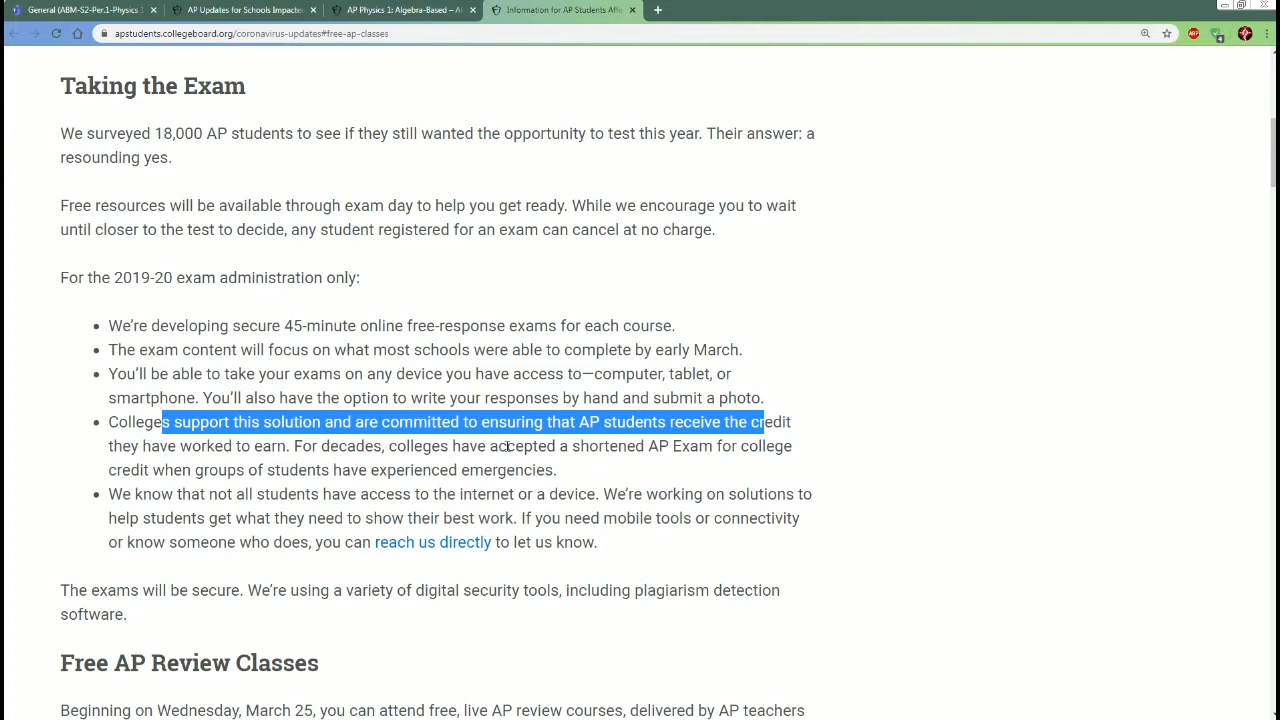 General (ABM-S2-Per.1-Physics 1
AP Updates for Schools Impacte
AP Physics 1: Algebra-Based – A
Information for AP Students Affe
apstudents.collegeboard.org/coronavirus-updates#free-ap-classes
ABP
4
Taking the Exam
We surveyed 18,000 AP students to see if they still wanted the opportunity to test this year. Their answer: a
resounding yes.
Free resources will be available through exam day to help you get ready. While we encourage you to wait
until closer to the test to decide, any student registered for an exam can cancel at no charge.
For the 2019-20 exam administration only:
• We’re developing secure 45-minute online free-response exams for each course.
• The exam content will focus on what most schools were able to complete by early March.
• You’ll be able to take your exams on any device you have access to—computer, tablet, or
smartphone. You’ll also have the option to write your responses by hand and submit a photo.
• Colleges support this solution and are committed to ensuring that AP students receive the credit
they have worked to earn. For decades, colleges have accepted a shortened AP Exam for college
credit when groups of students have experienced emergencies.
• We know that not all students have access to the internet or a device. We’re working on solutions to
help students get what they need to show their best work. If you need mobile tools or connectivity
or know someone who does, you can reach us directly to let us know.
The exams will be secure. We’re using a variety of digital security tools, including plagiarism detection
software.
Free AP Review Classes
Beginning on Wednesday, March 25, you can attend free, live AP review courses, delivered by AP teachers